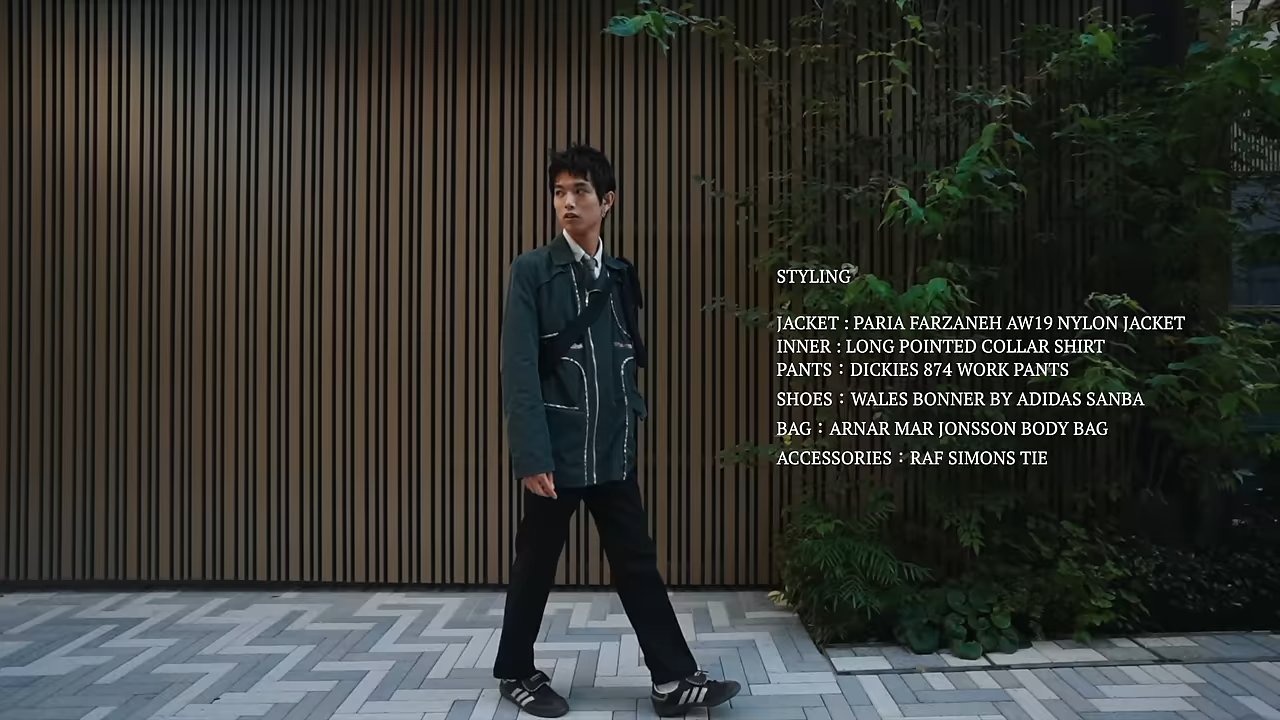 STYLING
JACKET : PARIA FARZANEH AW19 NYLON JACKET
INNER : LONG POINTED COLLAR SHIRT
PANTS：DICKIES 874 WORK PANTS
SHOES：WALES BONNER BY ADIDAS SANBA
BAG：ARNAR MAR JONSSON BODY BAG
ACCESSORIES：RAF SIMONS TIE